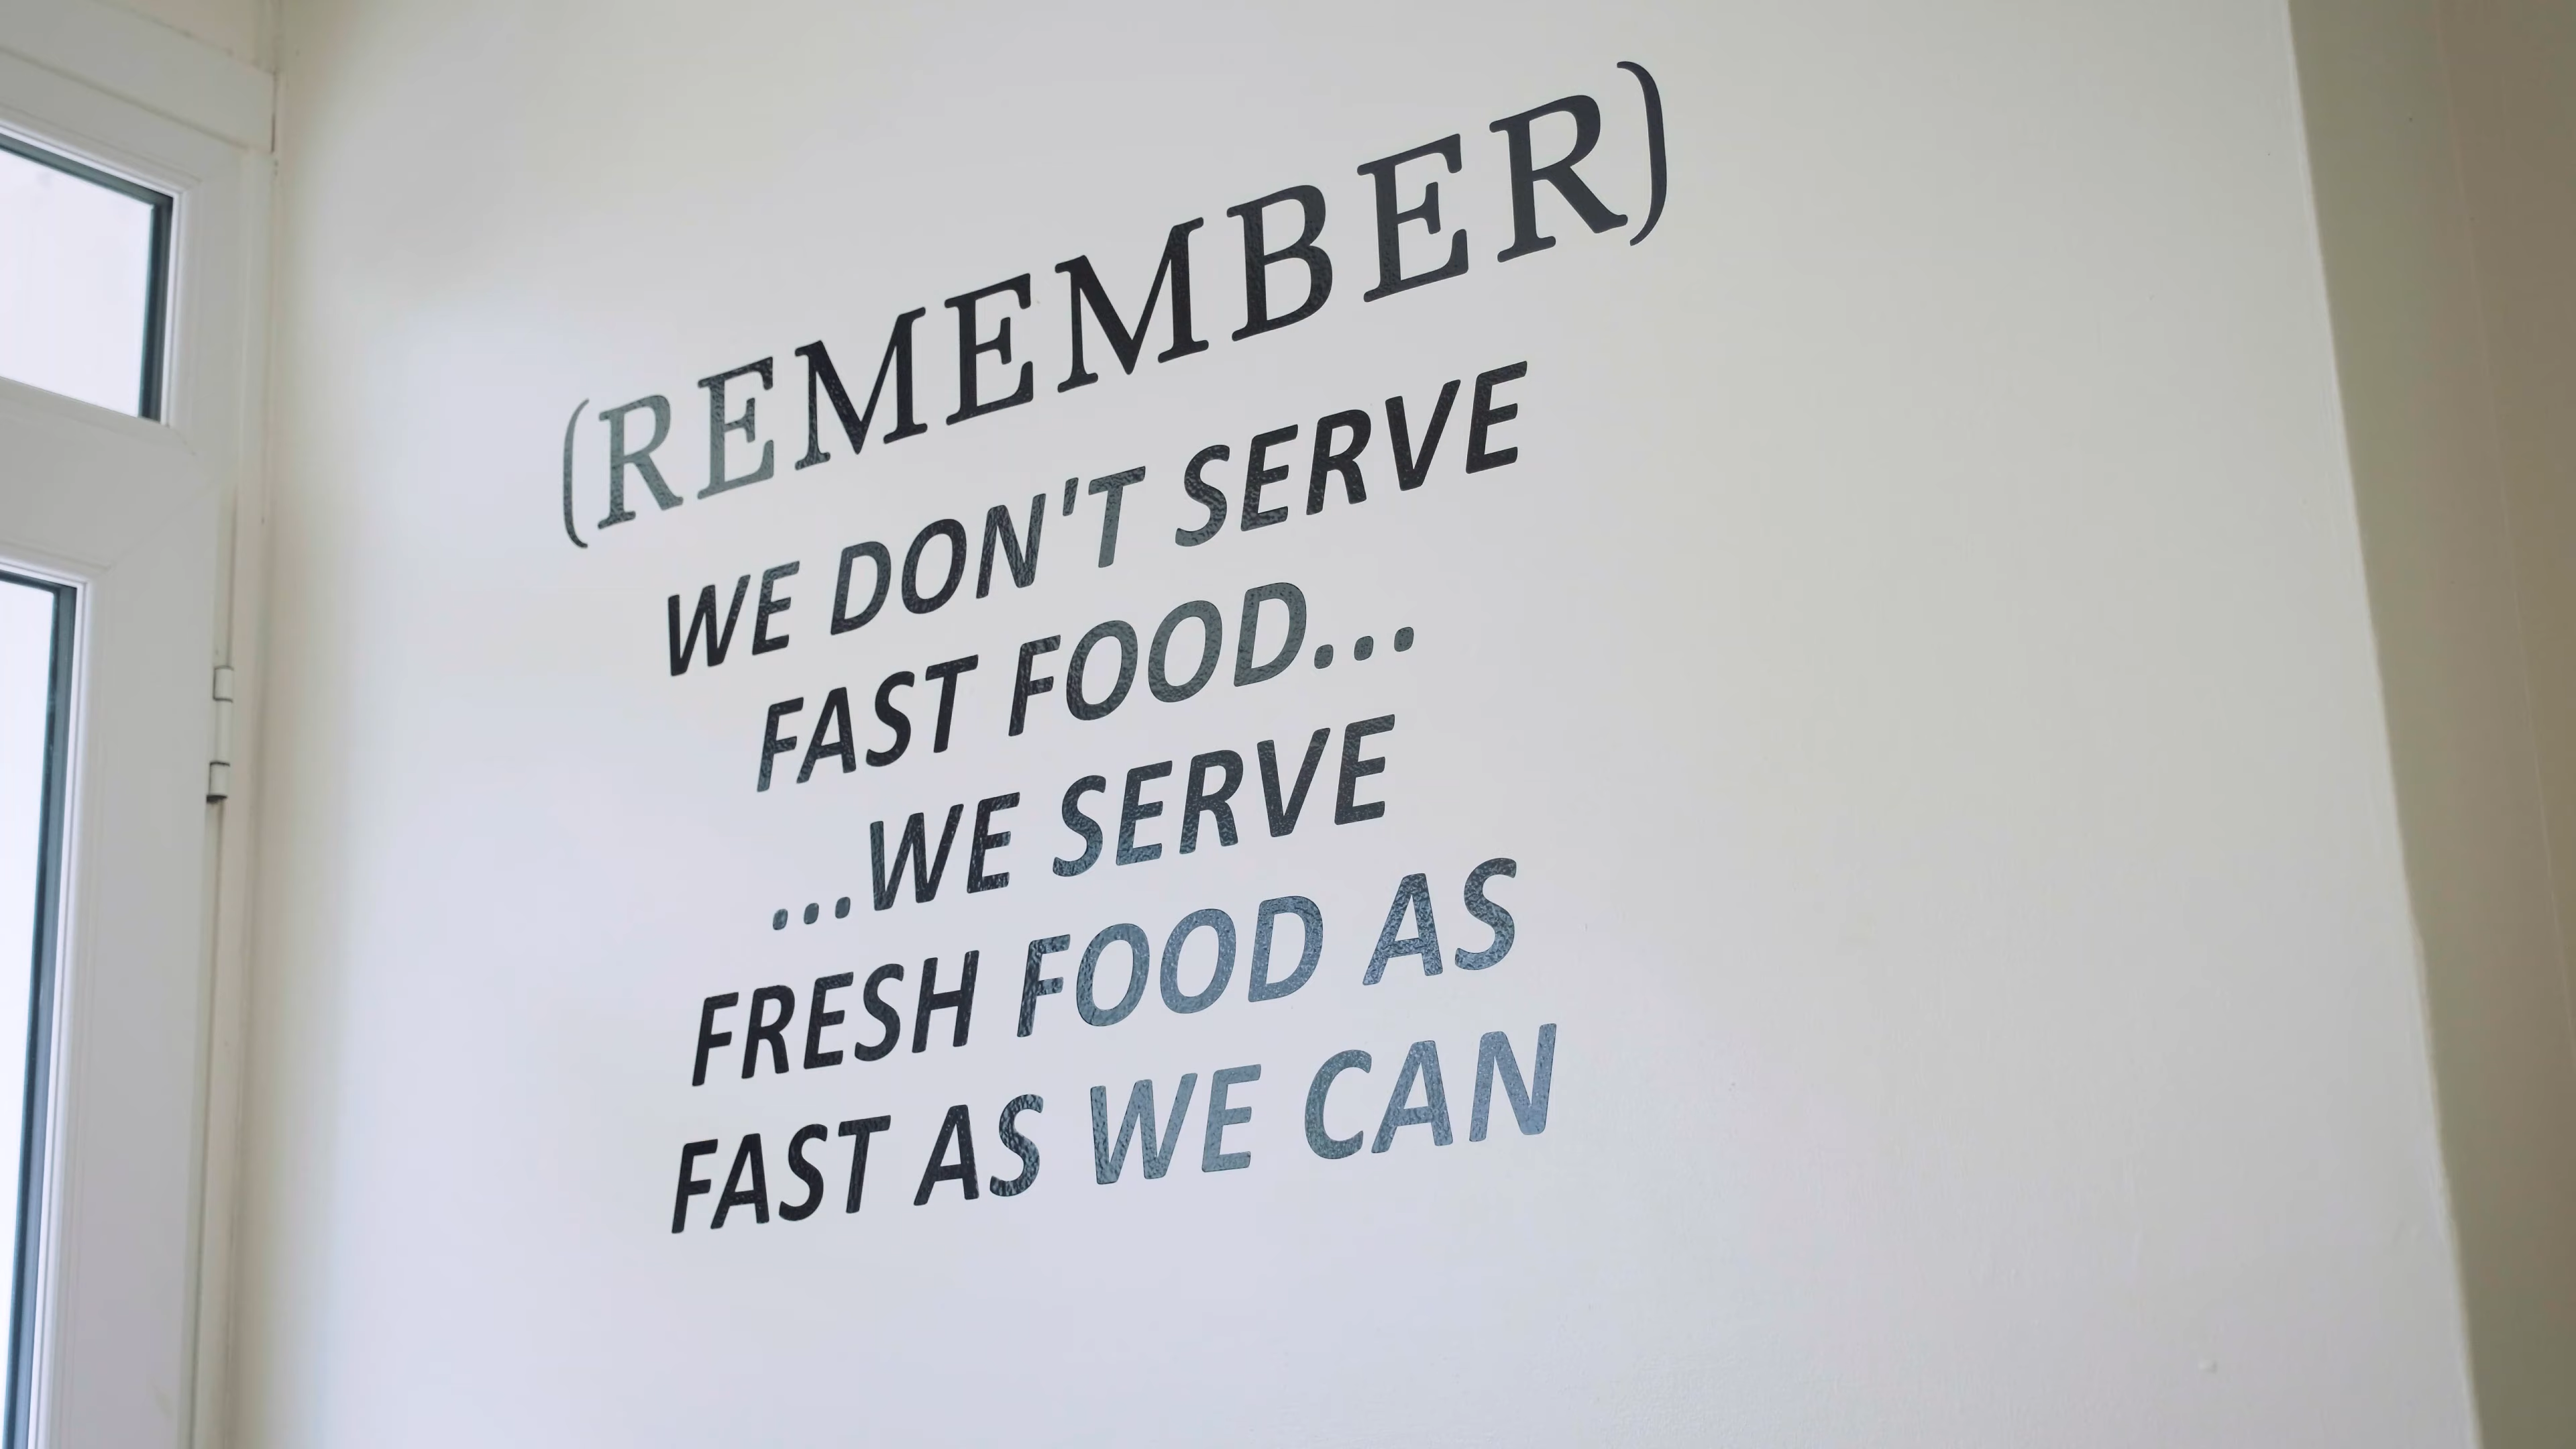 (REMEMBER)
WE DON'T SERVE
FAST FOOD...
...WE SERVE
FRESH FOOD AS
FAST AS WE CAN